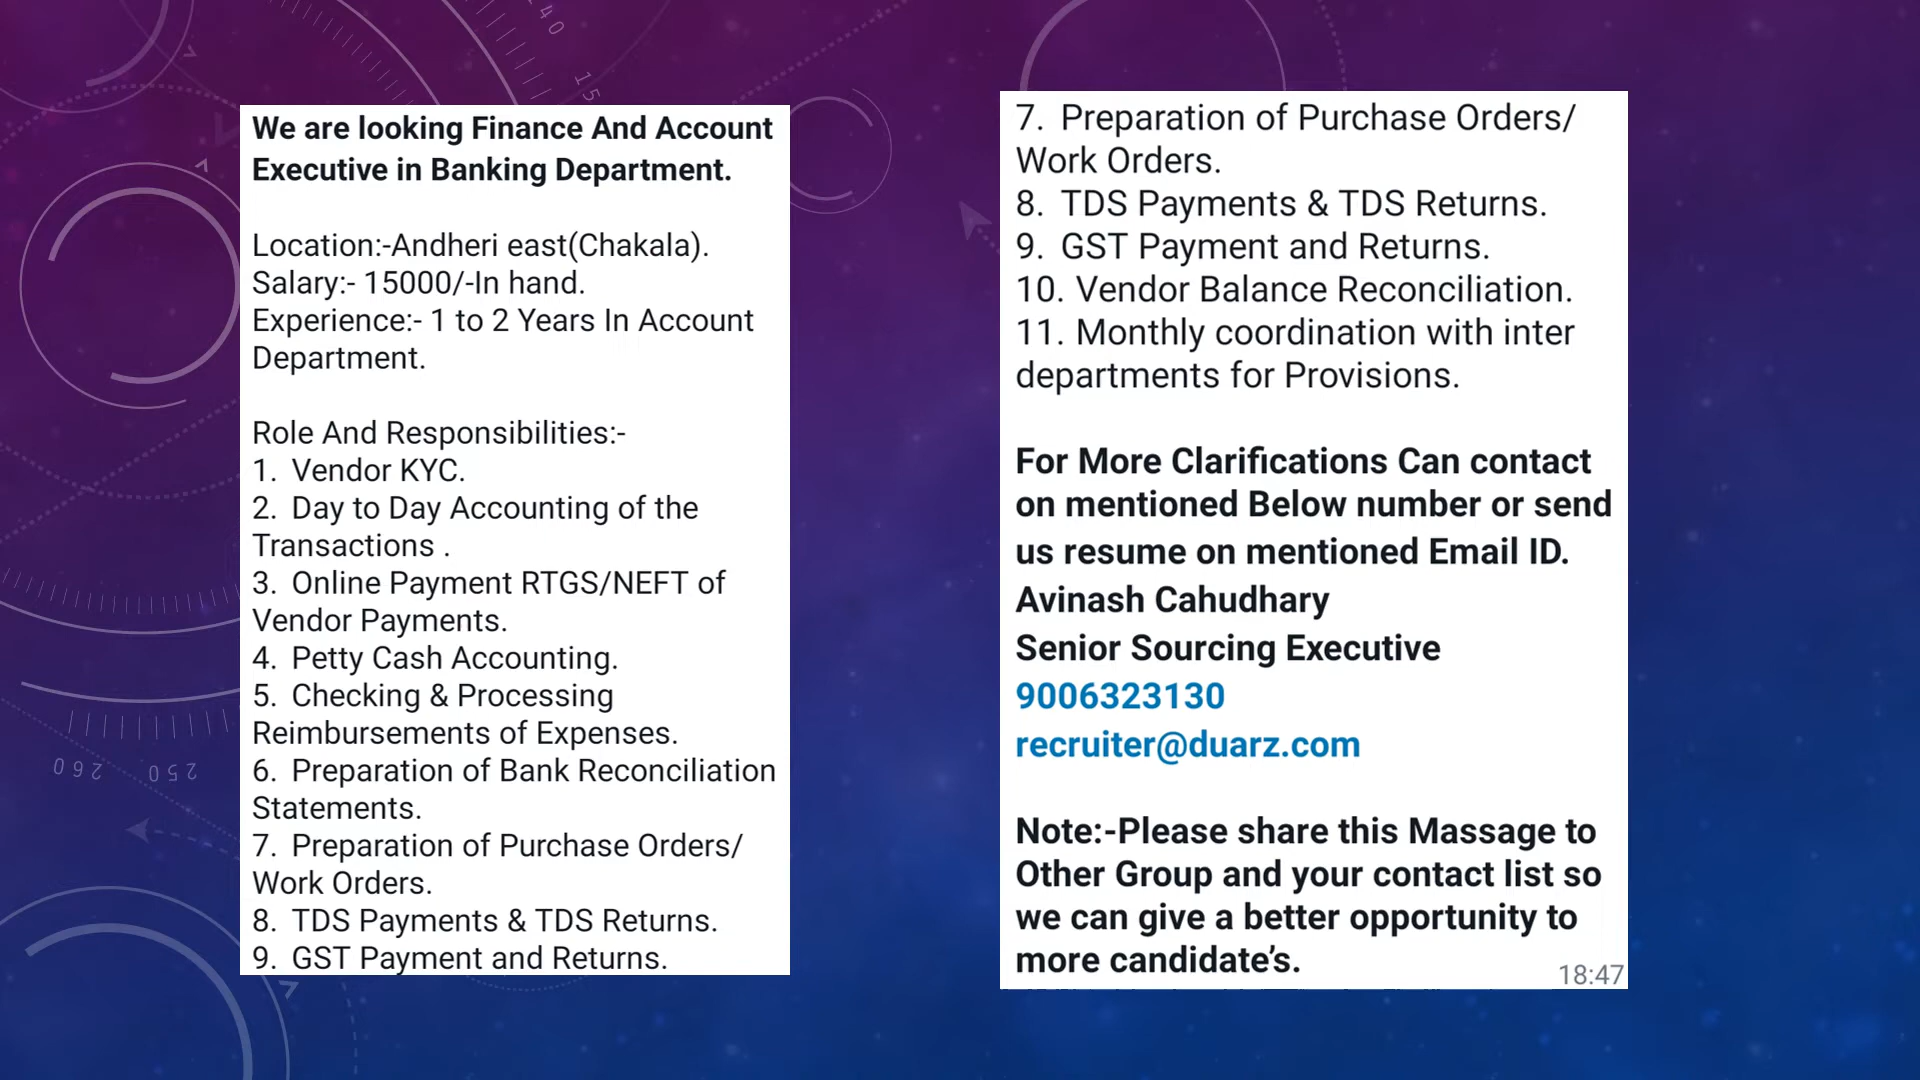 We are looking Finance And Account
Executive in Banking Department.
Location:-Andheri east(Chakala).
Salary:- 15000/-In hand.
Experience:- 1 to 2 Years In Account
Department.
Role And Responsibilities:-
1. Vendor KYC.
2. Day to Day Accounting of the
Transactions .
3. Online Payment RTGS/NEFT of
Vendor Payments.
4. Petty Cash Accounting.
5. Checking & Processing
Reimbursements of Expenses.
6. Preparation of Bank Reconciliation
Statements.
7. Preparation of Purchase Orders/
Work Orders.
8. TDS Payments & TDS Returns.
9. GST Payment and Returns.
7. Preparation of Purchase Orders/
Work Orders.
8. TDS Payments & TDS Returns.
9. GST Payment and Returns.
10. Vendor Balance Reconciliation.
11. Monthly coordination with inter
departments for Provisions.
For More Clarifications Can contact
on mentioned Below number or send
us resume on mentioned Email ID.
Avinash Cahudhary
Senior Sourcing Executive
9006323130
recruiter@duarz.com
Note:-Please share this Massage to
Other Group and your contact list so
we can give a better opportunity to
more candidate’s.
18:47
40
15
260
250